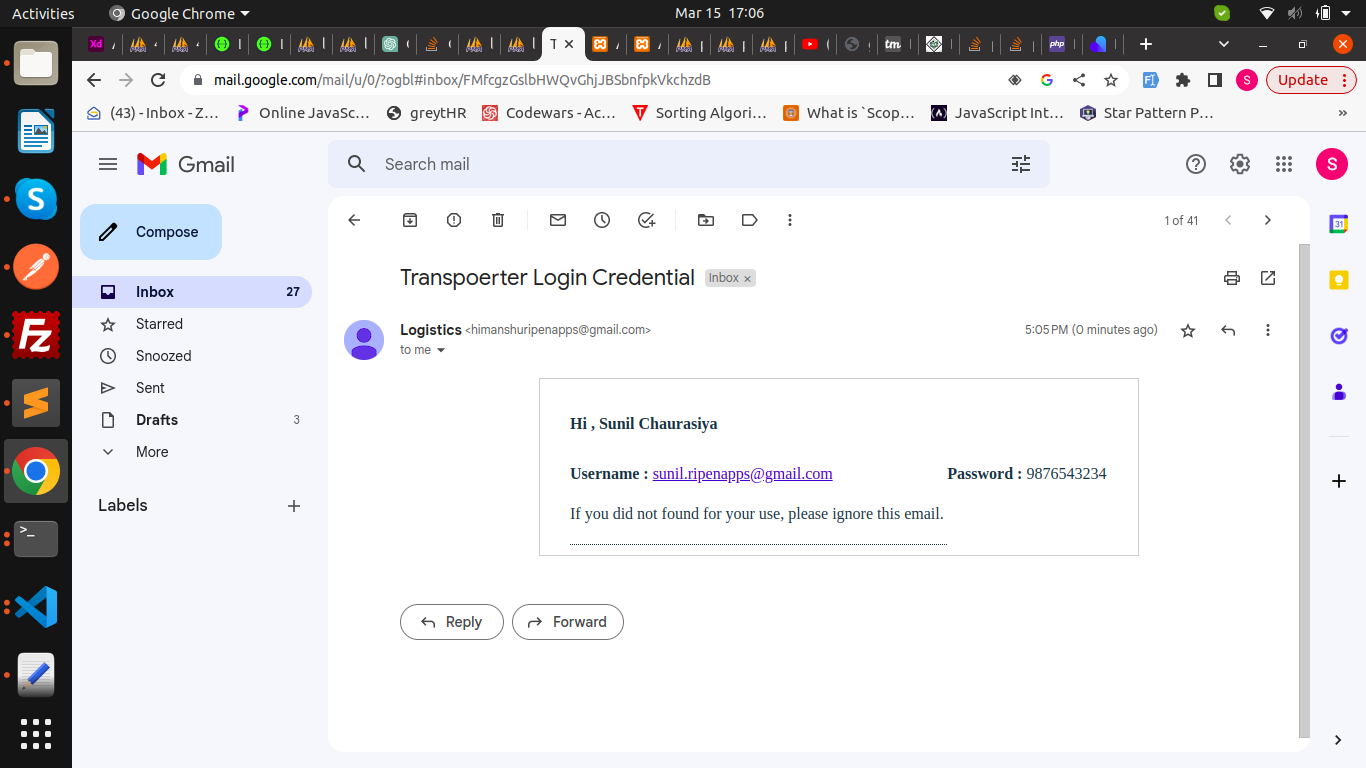 Activities
Google Chrome
Mar 15 17:06
T
mail.google.com/mail/u/0/?ogbl#inbox/FMfcgzGslbHWQvGhjJBSbnfpkVkchzdB
S
Update
(43) - Inbox - Z…
Online JavaSc…
greytHR
Codewars - Ac…
Sorting Algori…
What is `Scop…
JavaScript Int…
Star Pattern P…
»
Gmail
Search mail
S
Compose
1 of 41
Inbox 27
Starred
Snoozed
Sent
Drafts 3
More
Labels
Transpoerter Login Credential
Inbox ×
Logistics <himanshuripenapps@gmail.com>
5:05 PM (0 minutes ago)
to me
Hi , Sunil Chaurasiya
Username : sunil.ripenapps@gmail.com Password : 9876543234
If you did not found for your use, please ignore this email.
Reply
Forward